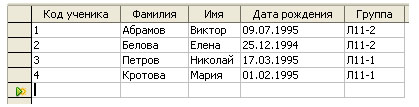 Код ученика Фамилия Имя Дата рождения Группа
1 Абрамов Виктор 09.07.1995 Л11-2
2 Белова Елена 25.12.1994 Л11-2
3 Петров Николай 17.03.1995 Л11-1
4 Кротова Мария 01.02.1995 Л11-1